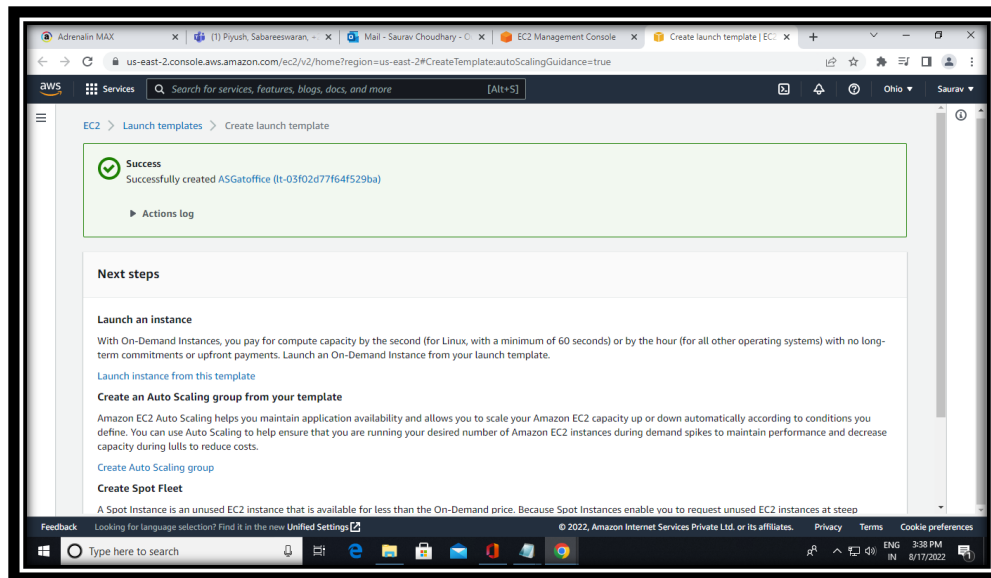 Adrenalin MAX
(1) Piyush, Sabareeswaran, +
Mail - Saurav Choudhary - O
EC2 Management Console
Create launch template | EC2
us-east-2.console.aws.amazon.com/ec2/v2/home?region=us-east-2#CreateTemplate:autoScalingGuidance=true
aws
Services
Search for services, features, blogs, docs, and more
[Alt+S]
Ohio
Saurav
EC2 > Launch templates > Create launch template
Success
Successfully created ASGatoffice (lt-03f02d77f64f529ba)
Actions log
Next steps
Launch an instance
With On-Demand Instances, you pay for compute capacity by the second (for Linux, with a minimum of 60 seconds) or by the hour (for all other operating systems) with no long-
term commitments or upfront payments. Launch an On-Demand Instance from your launch template.
Launch instance from this template
Create an Auto Scaling group from your template
Amazon EC2 Auto Scaling helps you maintain application availability and allows you to scale your Amazon EC2 capacity up or down automatically according to conditions you
define. You can use Auto Scaling to help ensure that you are running your desired number of Amazon EC2 instances during demand spikes to maintain performance and decrease
capacity during lulls to reduce costs.
Create Auto Scaling group
Create Spot Fleet
A Spot Instance is an unused EC2 instance that is available for less than the On-Demand price. Because Spot Instances enable you to request unused EC2 instances at steep
Feedback
Looking for language selection? Find it in the new Unified Settings
© 2022, Amazon Internet Services Private Ltd. or its affiliates.
Privacy
Terms
Cookie preferences
Type here to search
ENG
IN
3:38 PM
8/17/2022